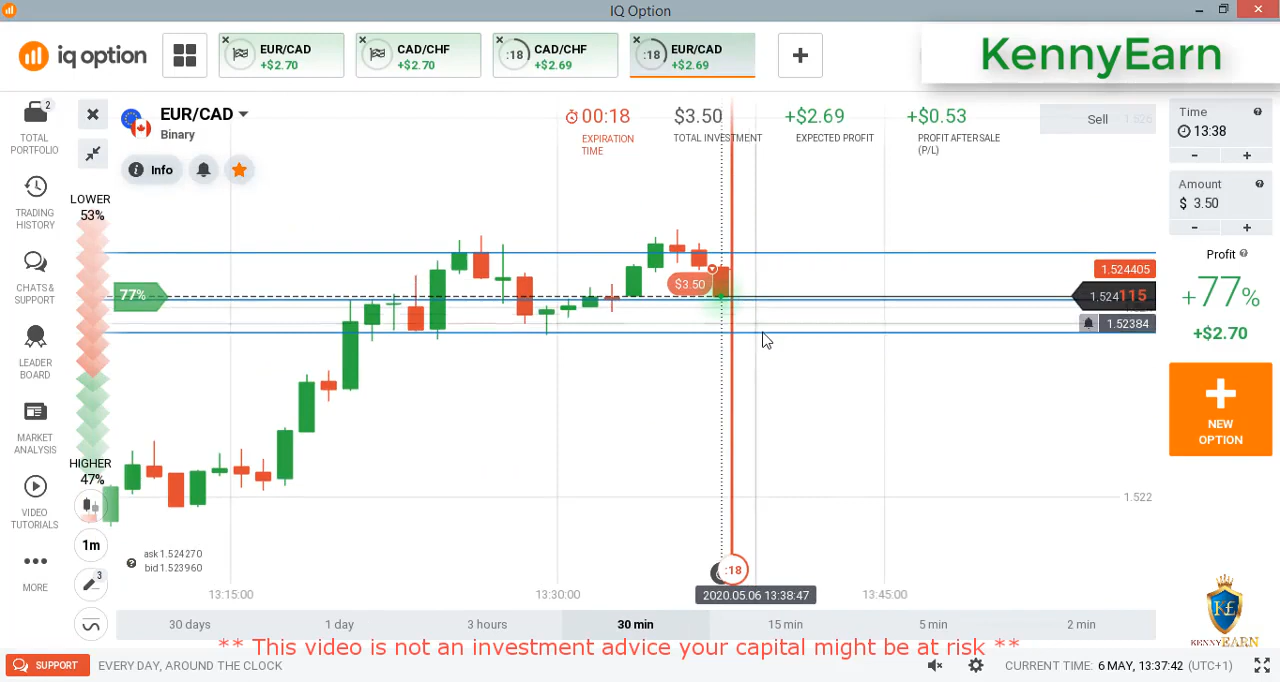 IQ Option
iq option
EUR/CAD
+$2.70
CAD/CHF
+$2.70
:18
CAD/CHF
+$2.69
:18
EUR/CAD
+$2.69
KennyEarn
2
TOTAL
PORTFOLIO
TRADING
HISTORY
CHATS &
SUPPORT
LEADER
BOARD
MARKET
ANALYSIS
VIDEO
TUTORIALS
MORE
EUR/CAD
Binary
Info
00:18
EXPIRATION
TIME
$3.50
TOTAL INVESTMENT
+$2.69
EXPECTED PROFIT
+$0.53
PROFIT AFTER SALE
(P/L)
Sell
1.526
LOWER
53%
77%
HIGHER
47%
1m
3
$3.50
1.524405
1.524115
1.52384
1.522
ask 1.524270
bid 1.523960
:18
13:15:00
13:30:00
2020.05.06 13:38:47
13:45:00
30 days
1 day
3 hours
30 min
15 min
5 min
2 min
Time
13:38
-
+
Amount
$ 3.50
-
+
Profit
+77%
+$2.70
NEW
OPTION
KE
KENNYEARN
** This video is not an investment advice your capital might be at risk **
SUPPORT
EVERY DAY, AROUND THE CLOCK
CURRENT TIME: 6 MAY, 13:37:42 (UTC+1)